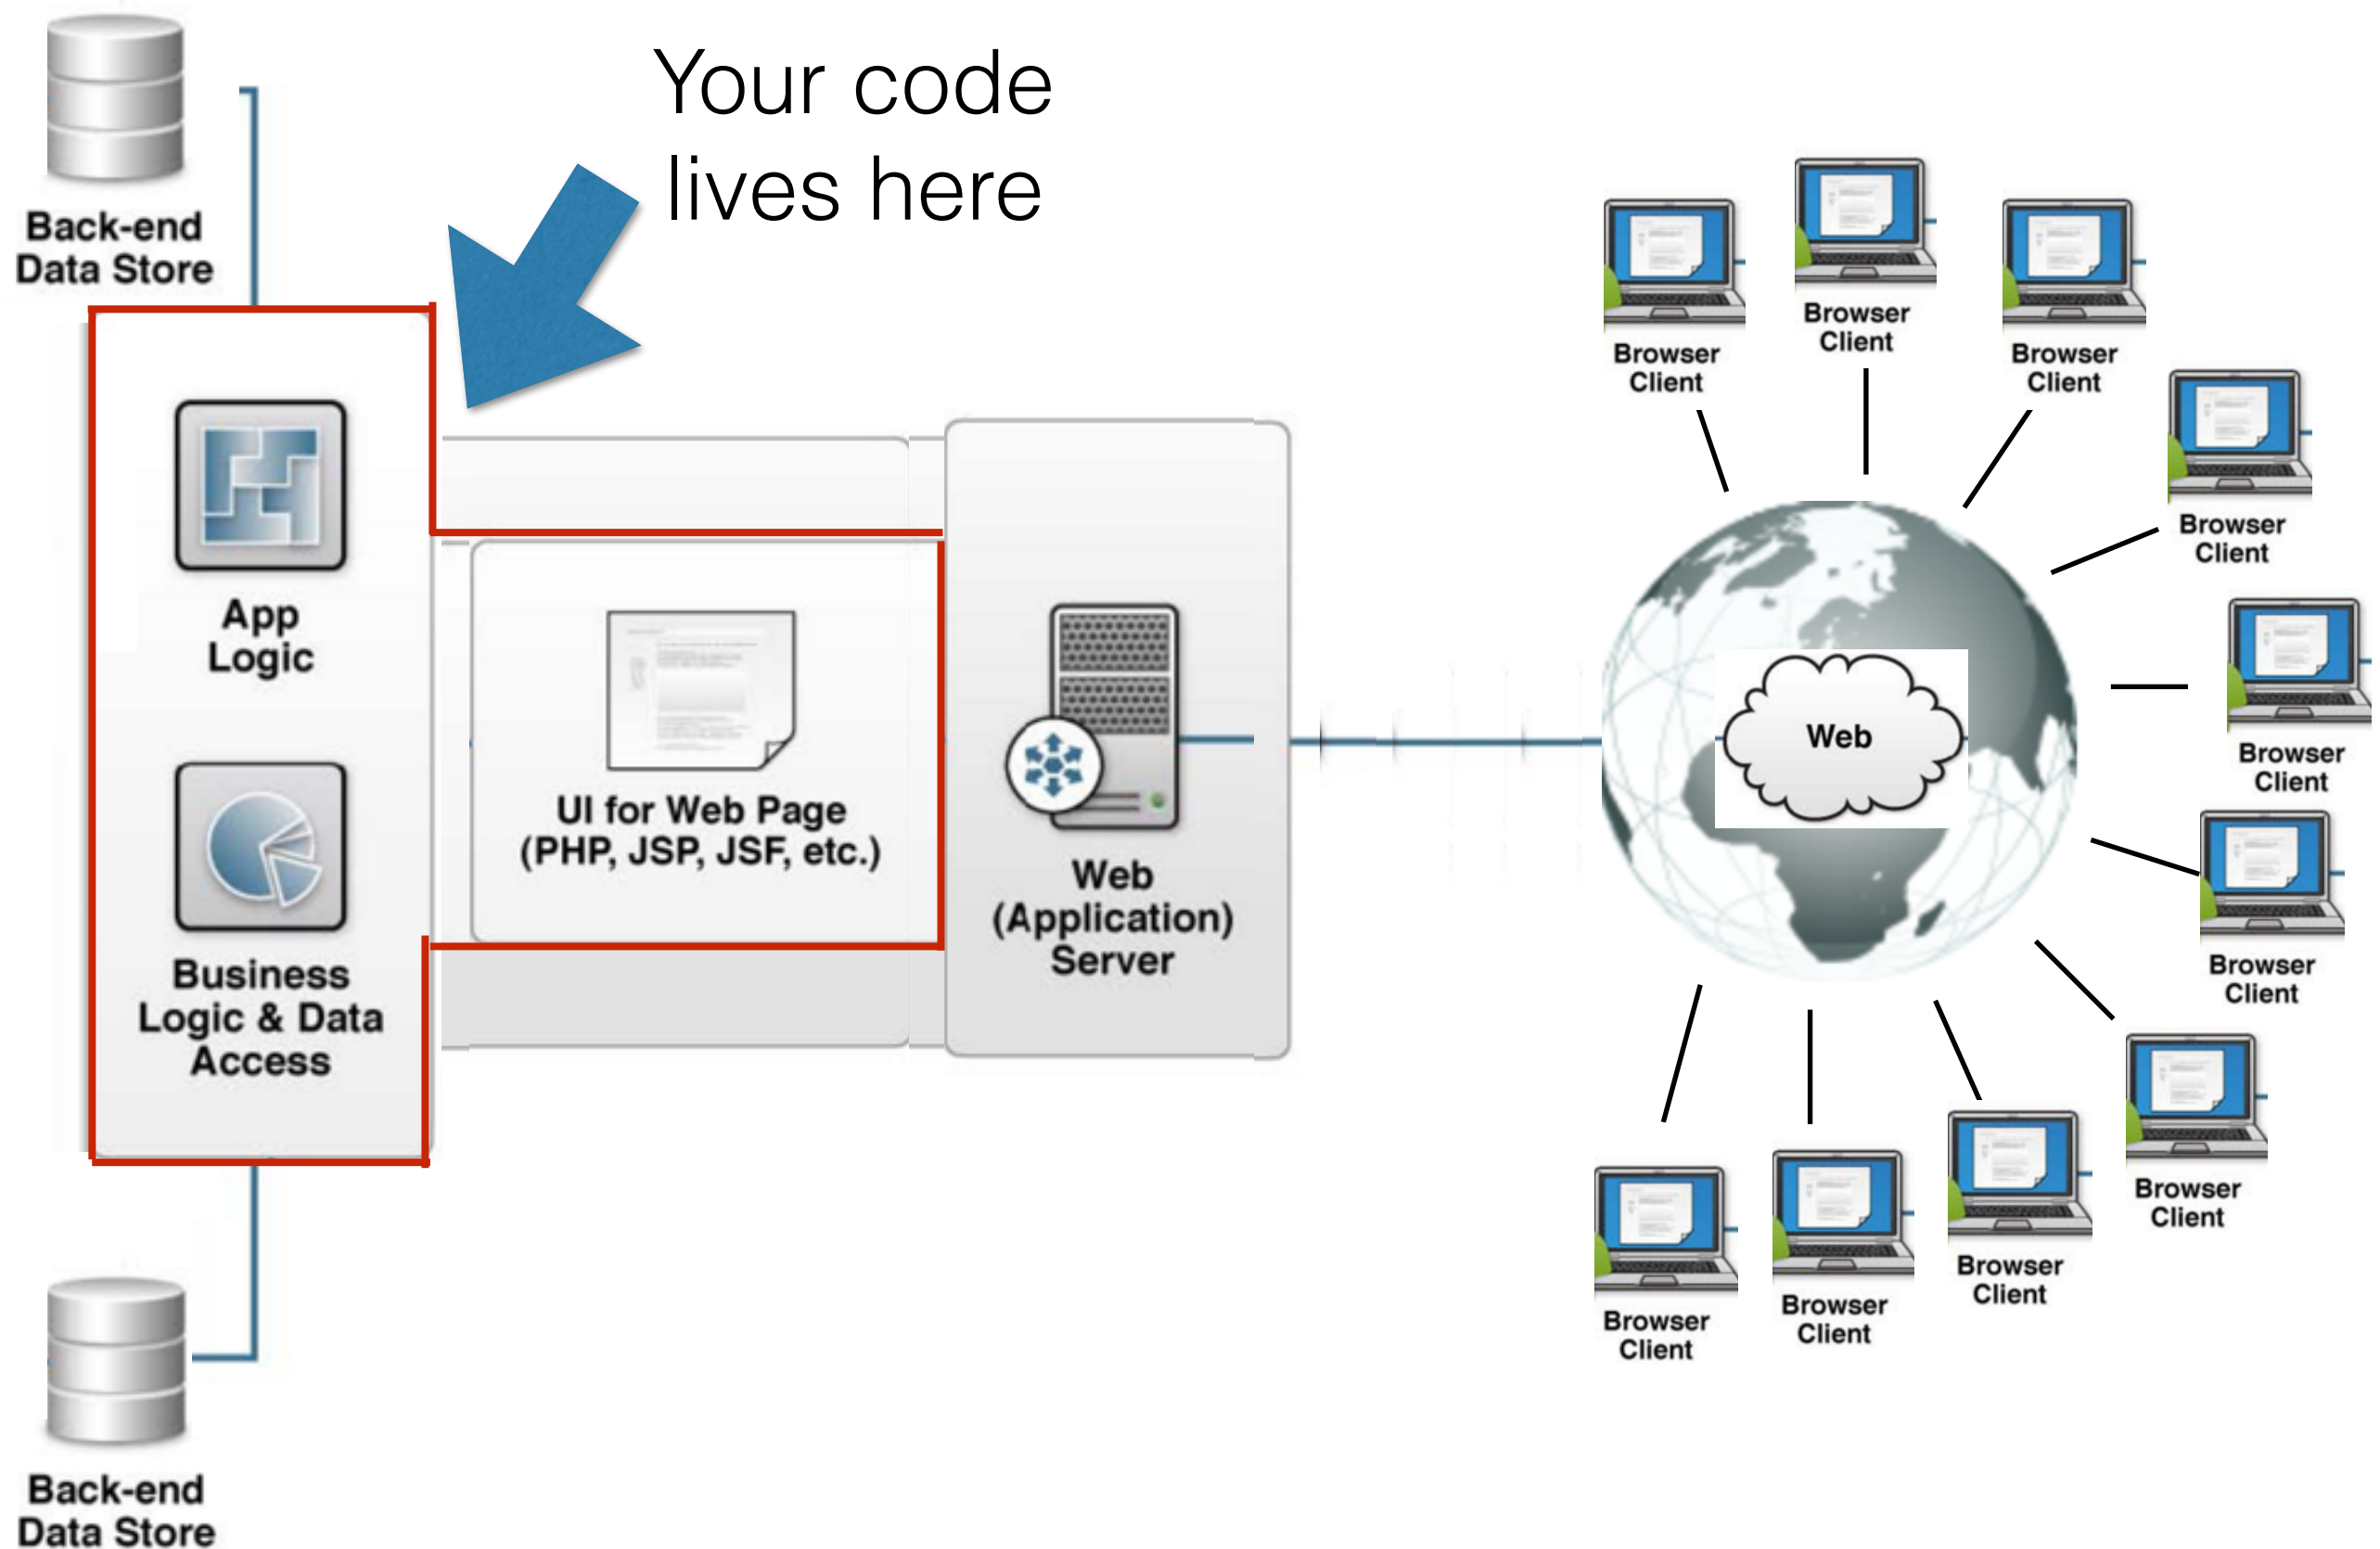 Your code
lives here
Back-end
Data Store
App
Logic
Business
Logic & Data
Access
Back-end
Data Store
UI for Web Page
(PHP, JSP, JSF, etc.)
Web
(Application)
Server
Web
Browser
Client
Browser
Client
Browser
Client
Browser
Client
Browser
Client
Browser
Client
Browser
Client
Browser
Client
Browser
Client
Browser
Client